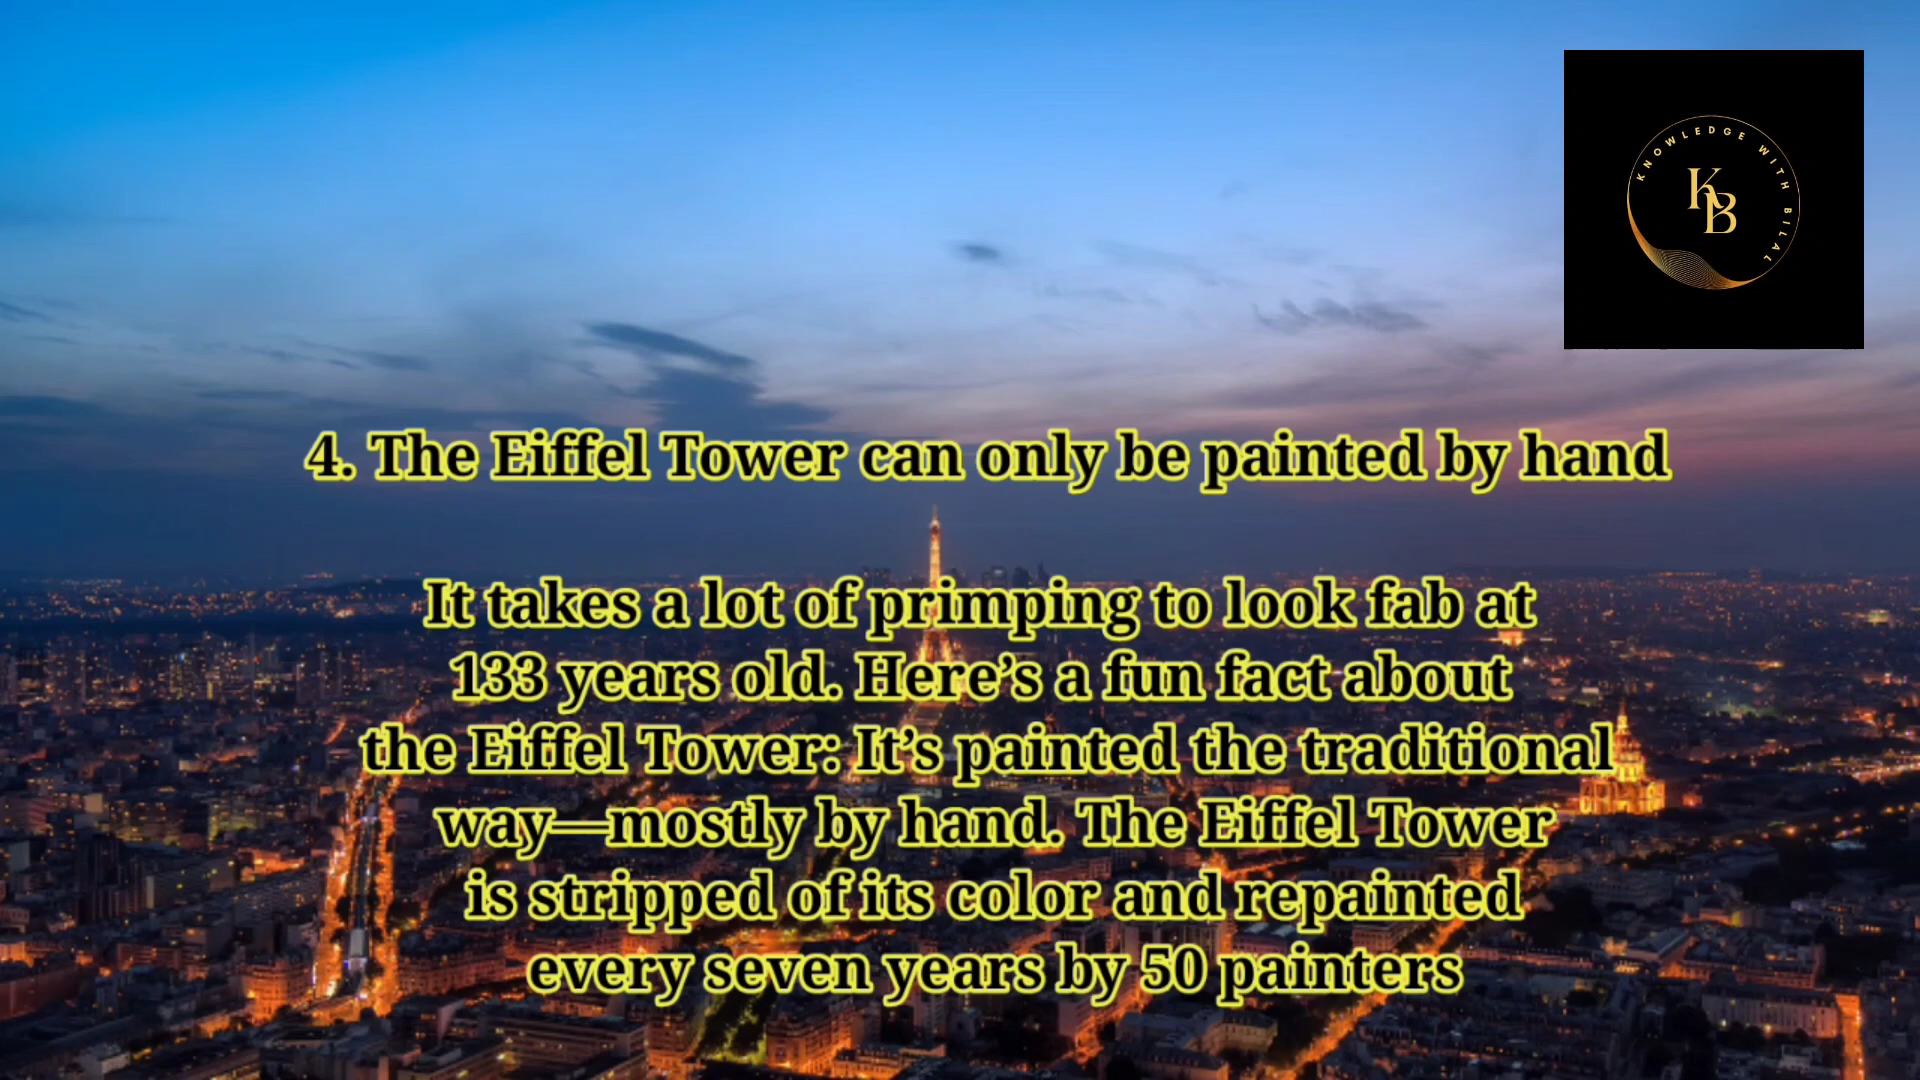 KNOWLEDGE WITH BILAL
KB
4. The Eiffel Tower can only be painted by hand
It takes a lot of primping to look fab at
133 years old. Here’s a fun fact about
the Eiffel Tower: It’s painted the traditional
way—mostly by hand. The Eiffel Tower
is stripped of its color and repainted
every seven years by 50 painters